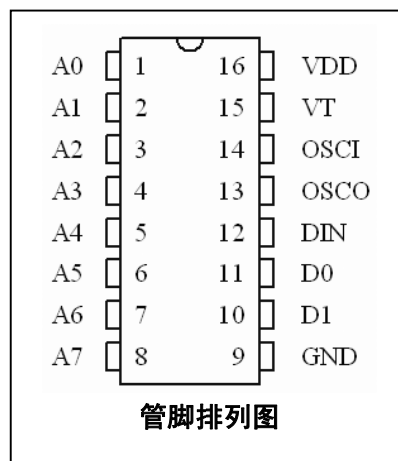 A0 1 16 VDD
A1 2 15 VT
A2 3 14 OSCI
A3 4 13 OSCO
A4 5 12 DIN
A5 6 11 D0
A6 7 10 D1
A7 8 9 GND
管脚排列图